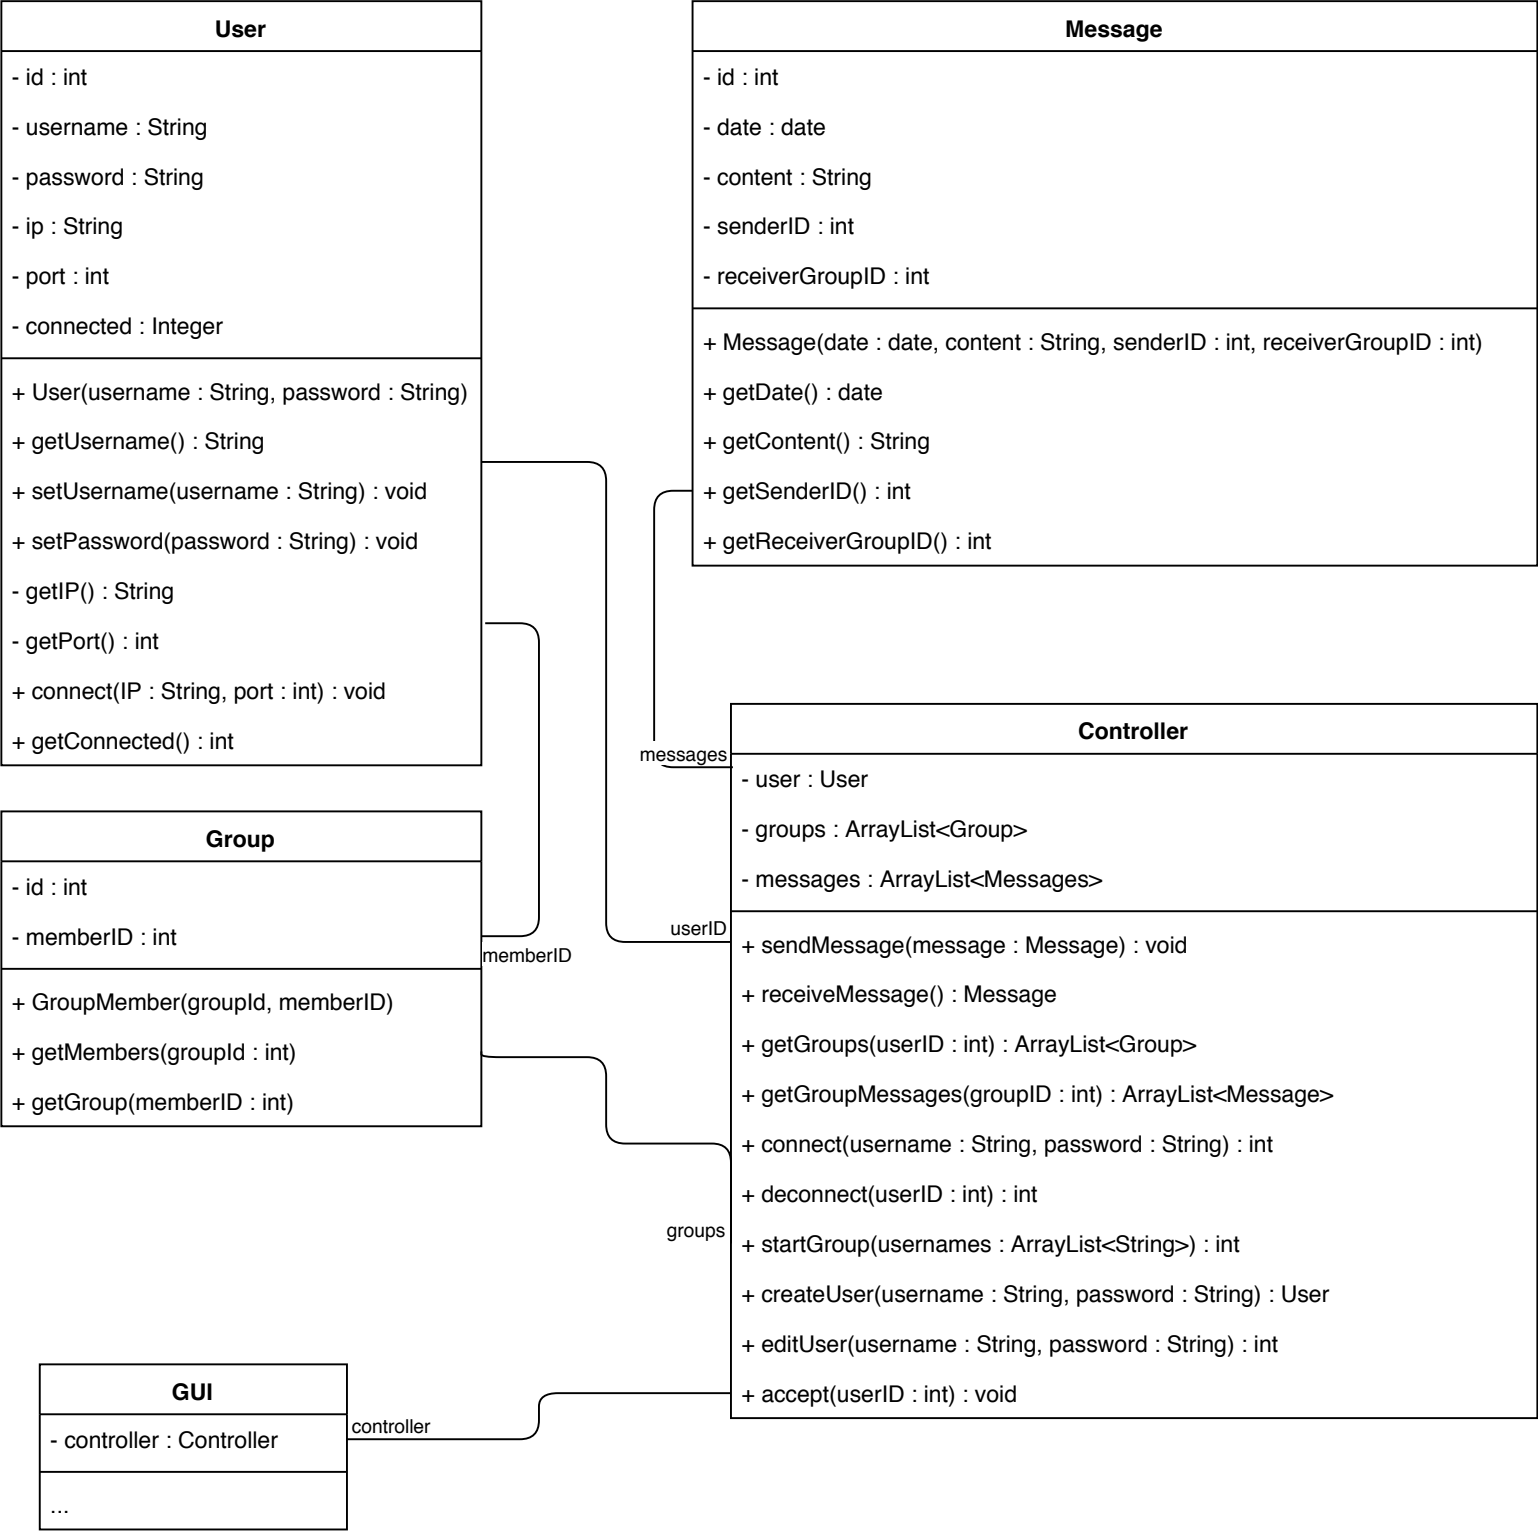 User
- id : int
- username : String
- password : String
- ip : String
- port : int
- connected : Integer
+ User(username : String, password : String)
+ getUsername() : String
+ setUsername(username : String) : void
+ setPassword(password : String) : void
- getIP() : String
- getPort() : int
+ connect(IP : String, port : int) : void
+ getConnected() : int
Message
- id : int
- date : date
- content : String
- senderID : int
- receiverGroupID : int
+ Message(date : date, content : String, senderID : int, receiverGroupID : int)
+ getDate() : date
+ getContent() : String
+ getSenderID() : int
+ getReceiverGroupID() : int
messages
Controller
- user : User
- groups : ArrayList<Group>
- messages : ArrayList<Messages>
userID
+ sendMessage(message : Message) : void
+ receiveMessage() : Message
+ getGroups(userID : int) : ArrayList<Group>
+ getGroupMessages(groupID : int) : ArrayList<Message>
+ connect(username : String, password : String) : int
+ deconnect(userID : int) : int
+ startGroup(usernames : ArrayList<String>) : int
+ createUser(username : String, password : String) : User
+ editUser(username : String, password : String) : int
+ accept(userID : int) : void
Group
- id : int
- memberID : int
memberID
+ GroupMember(groupId, memberID)
+ getMembers(groupId : int)
+ getGroup(memberID : int)
groups
GUI
- controller : Controller
controller
...